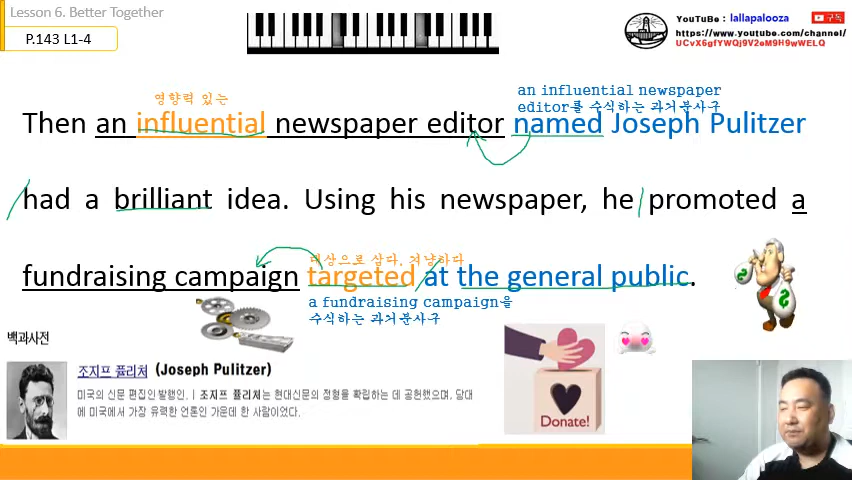 Lesson 6. Better Together
P.143 L1-4
YouTuBe : lallapalooza
구독
https://www.youtube.com/channel/
UCvX6gfYWQj9V2eM9H9wWELQ
영향력 있는
an influential newspaper
editor를 수식하는 과거분사구
Then an influential newspaper editor named Joseph Pulitzer
had a brilliant idea. Using his newspaper, he promoted a
대상으로 삼다, 겨냥하다
fundraising campaign targeted at the general public.
a fundraising campaign을
수식하는 과거분사구
백과사전
조지프 퓰리처 (Joseph Pulitzer)
미국의 신문 편집인·발행인. | 조지프 퓰리처는 현대신문의 정형을 확립하는 데 공헌했으며, 당대
에 미국에서 가장 유력한 언론인 가운데 한 사람이었다.
Donate!